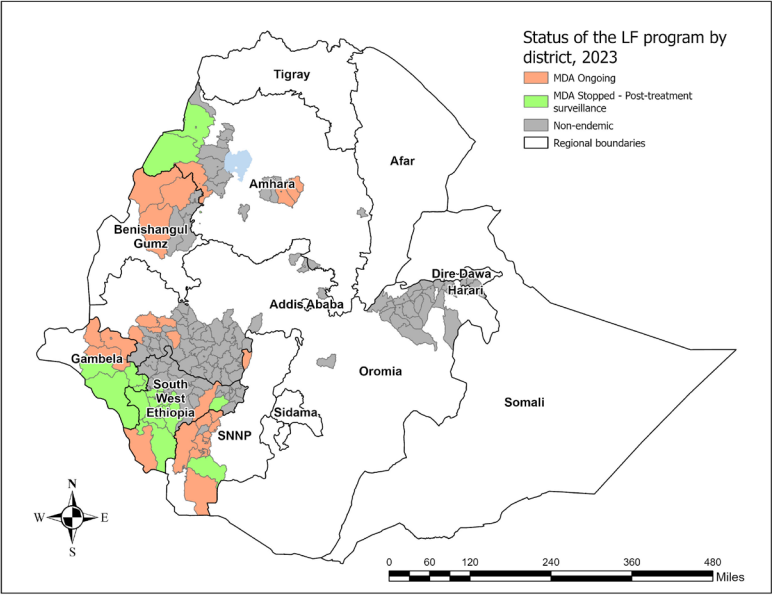 Status of the LF program by
district, 2023
MDA Ongoing
MDA Stopped - Post-treatment
surveillance
Non-endemic
Regional boundaries
Tigray
Afar
Amhara
Benishangul
Gumz
Dire-Dawa
Harari
Addis Ababa
Gambela
Oromia
South
West
Ethiopia
Somali
Sidama
SNNP
N
W
E
S
0 60 120 240 360 480
Miles